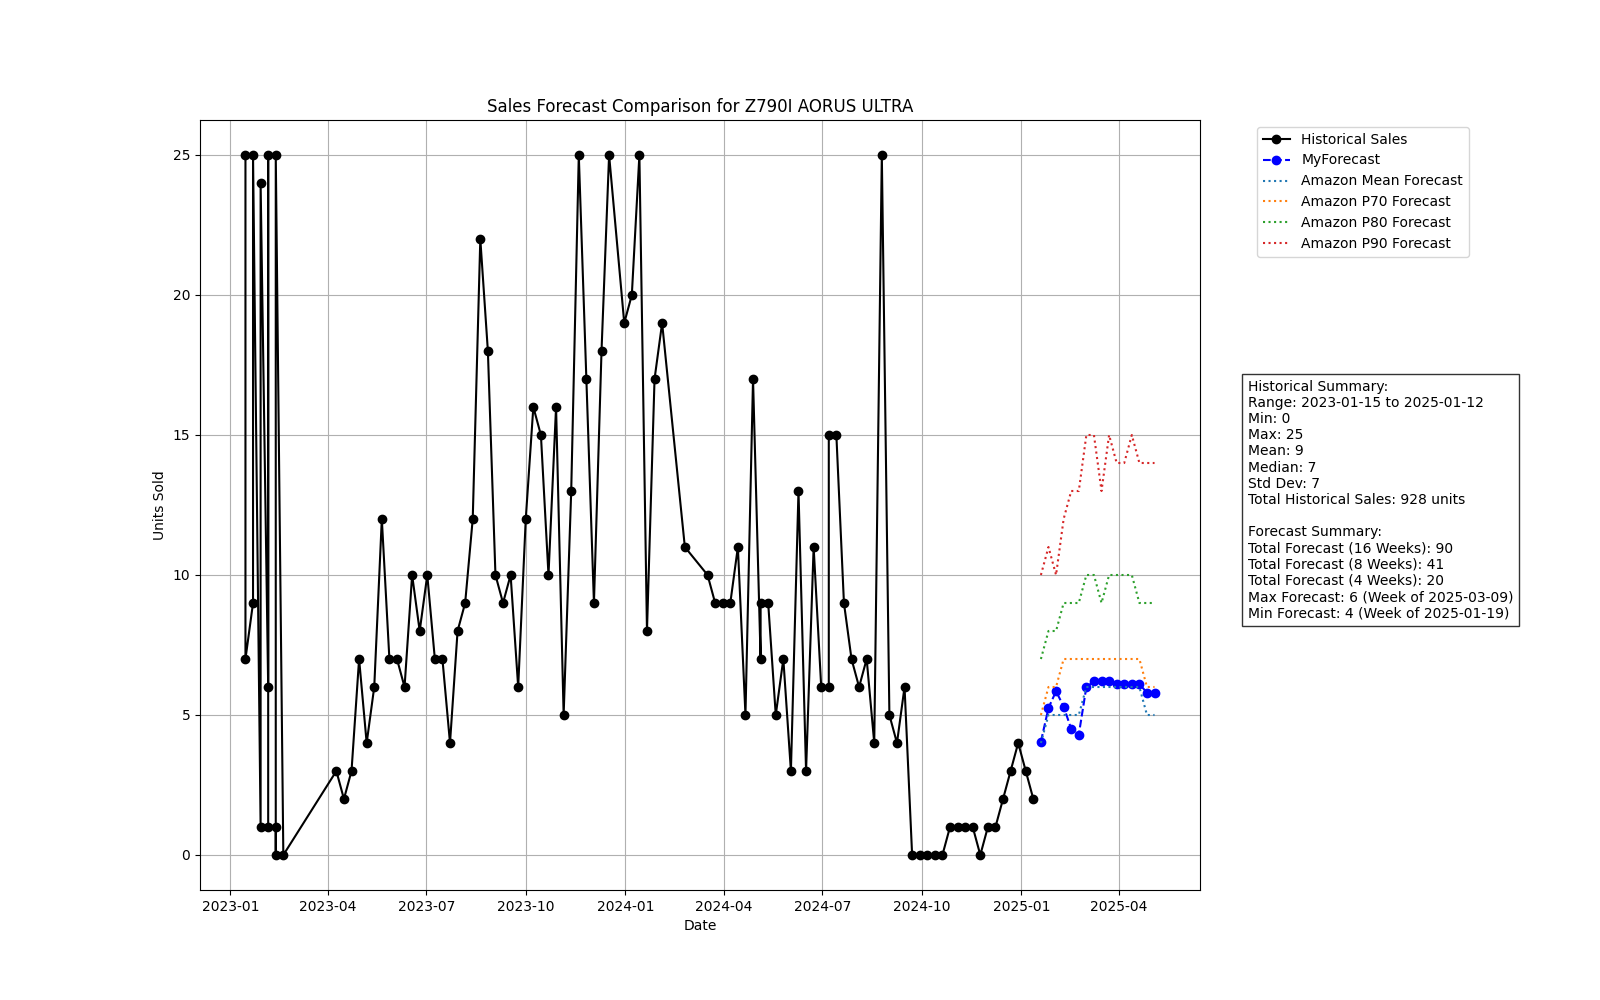 Sales Forecast Comparison for Z790I AORUS ULTRA
Historical Sales
MyForecast
Amazon Mean Forecast
Amazon P70 Forecast
Amazon P80 Forecast
Amazon P90 Forecast
25
20
15
10
5
0
Units Sold
Historical Summary:
Range: 2023-01-15 to 2025-01-12
Min: 0
Max: 25
Mean: 9
Median: 7
Std Dev: 7
Total Historical Sales: 928 units
Forecast Summary:
Total Forecast (16 Weeks): 90
Total Forecast (8 Weeks): 41
Total Forecast (4 Weeks): 20
Max Forecast: 6 (Week of 2025-03-09)
Min Forecast: 4 (Week of 2025-01-19)
2023-01 2023-04 2023-07 2023-10 2024-01 2024-04 2024-07 2024-10 2025-01 2025-04
Date